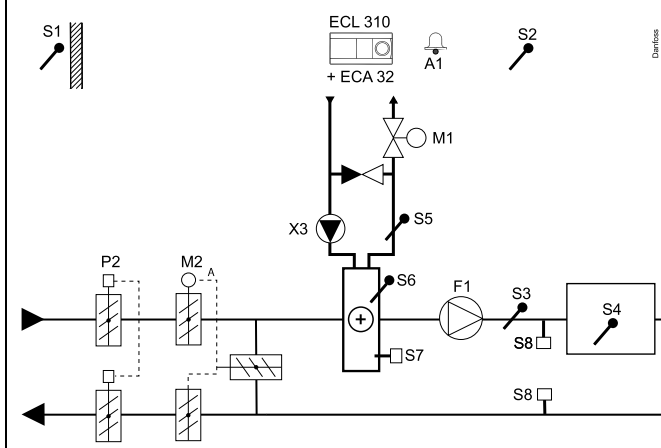 ECL 310
S1
S2
Danfoss
A1
+ ECA 32
M1
X3
S5
P2
M2
A
S6
F1
S3
S4
S8
S7
S8